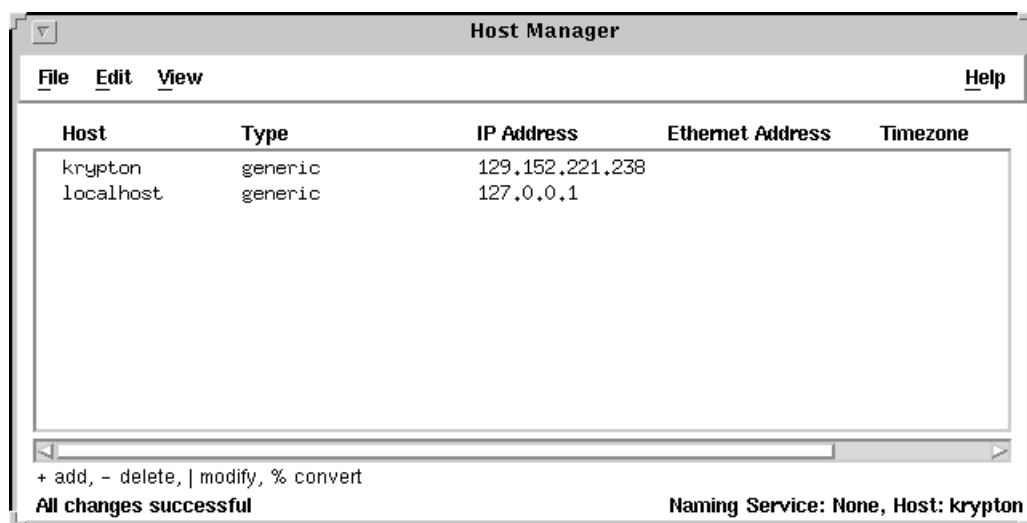 Host Manager
File Edit View Help
Host Type IP Address Ethernet Address Timezone
krypton generic 129.152.221.238
localhost generic 127.0.0.1
+ add, – delete, | modify, % convert
All changes successful Naming Service: None, Host: krypton